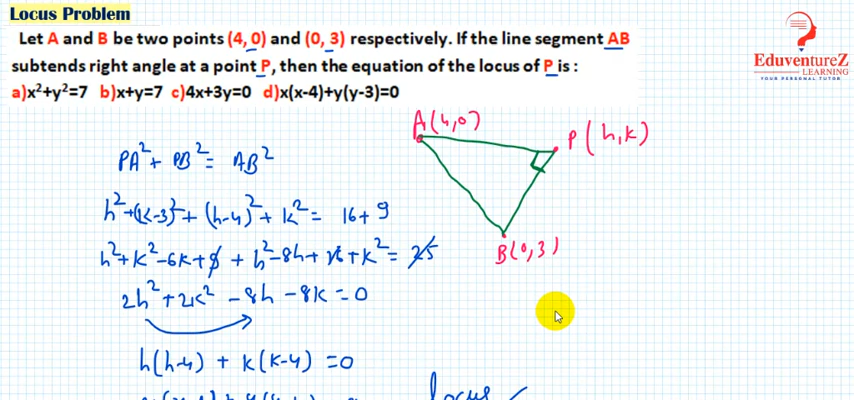 Locus Problem
Let A and B be two points (4, 0) and (0, 3) respectively. If the line segment AB
subtends right angle at a point P, then the equation of the locus of P is :
a)x²+y²=7 b)x+y=7 c)4x+3y=0 d)x(x-4)+y(y-3)=0
EduventureZ
LEARNING
YOUR PERSONAL TUTOR
A(4,0)
P(h,k)
B(0,3)
PA² + PB² = AB²
h²+(k-3)²+(h-4)²+k² = 16+9
h²+k²-6k+9+h²-8h+16+k²=25
2h²+2k²-8h-8k=0
h(h-4) + k(k-4) =0
locus